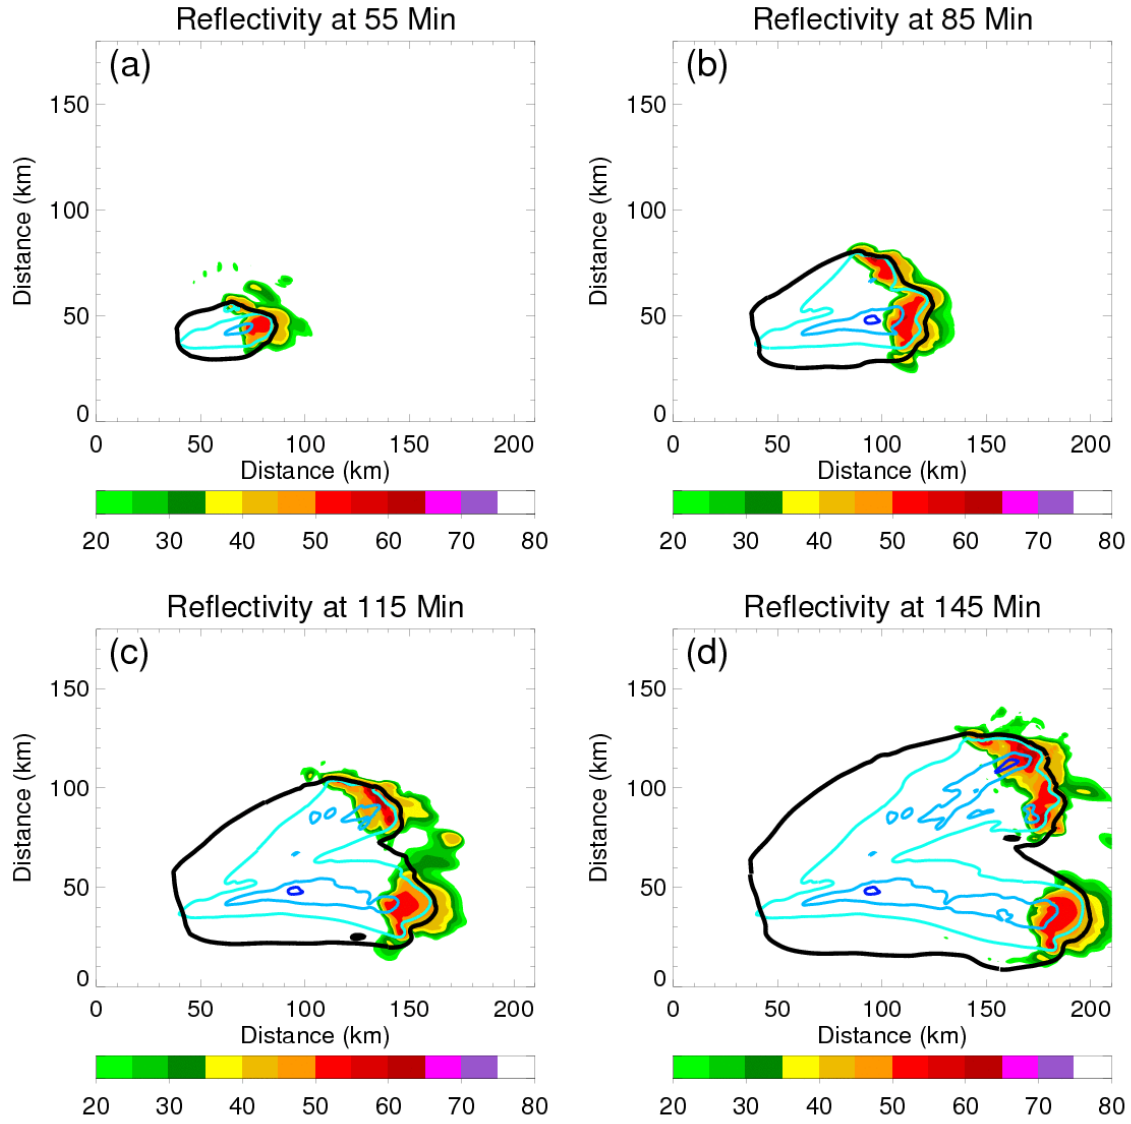 Reflectivity at 55 Min
(a)
150
100
50
0
Distance (km)
0 50 100 150 200
Distance (km)
20 30 40 50 60 70 80
Reflectivity at 85 Min
(b)
150
100
50
0
Distance (km)
0 50 100 150 200
Distance (km)
20 30 40 50 60 70 80
Reflectivity at 115 Min
(c)
150
100
50
0
Distance (km)
0 50 100 150 200
Distance (km)
20 30 40 50 60 70 80
Reflectivity at 145 Min
(d)
150
100
50
0
Distance (km)
0 50 100 150 200
Distance (km)
20 30 40 50 60 70 80